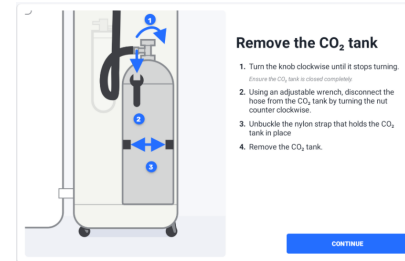 1
2
3
Remove the CO₂ tank
1. Turn the knob clockwise until it stops turning.
Ensure the CO₂ tank is closed completely
2. Using an adjustable wrench, disconnect the
hose from the CO₂ tank by turning the nut
counter clockwise.
3. Unbuckle the nylon strap that holds the CO₂
tank in place
4. Remove the CO₂ tank.
CONTINUE